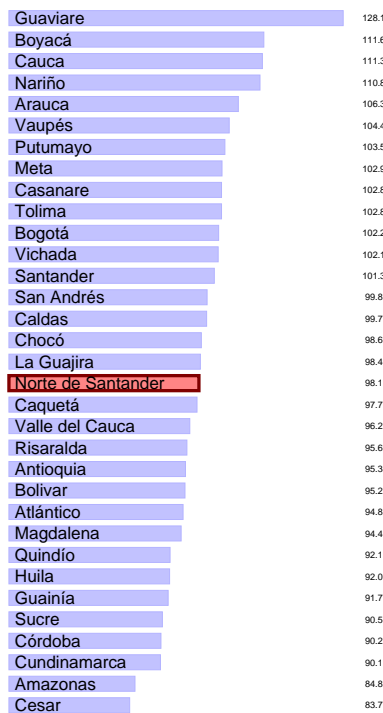 Guaviare 128.1
Boyacá 111.6
Cauca 111.3
Nariño 110.8
Arauca 106.3
Vaupés 104.4
Putumayo 103.5
Meta 102.9
Casanare 102.8
Tolima 102.8
Bogotá 102.2
Vichada 102.1
Santander 101.3
San Andrés 99.8
Caldas 99.7
Chocó 98.6
La Guajira 98.4
Norte de Santander 98.1
Caquetá 97.7
Valle del Cauca 96.2
Risaralda 95.6
Antioquia 95.3
Bolivar 95.2
Atlántico 94.8
Magdalena 94.4
Quindío 92.1
Huila 92.0
Guainía 91.7
Sucre 90.5
Córdoba 90.2
Cundinamarca 90.1
Amazonas 84.8
Cesar 83.7